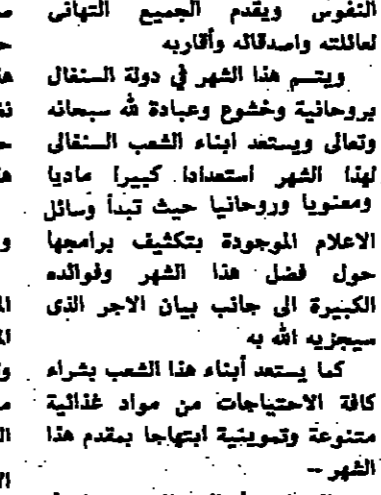 النفوس ويقدم الجميع التهانى
لعائلته واصدقائه وأقاربه
ويتسم هذا الشهر في دولة السنغال
بروحانية وخشوع وعبادة لله سبحانه
وتعالى ويستعد ابناء الشعب السنغالى
لهذا الشهر استعدادا كبيرا ماديا
ومعنويا وروحانيا حيث تبدأ وسائل
الاعلام الموجودة بتكثيف برامجها
حول فضل هذا الشهر وفوائده
الكبيرة الى جانب بيان الاجر الذى
سيجزيه الله به
كما يستعد أبناء هذا الشعب بشراء
كافة الاحتياجات من مواد غذائية
متنوعة وتموينية ابتهاجا بمقدم هذا
الشهر --